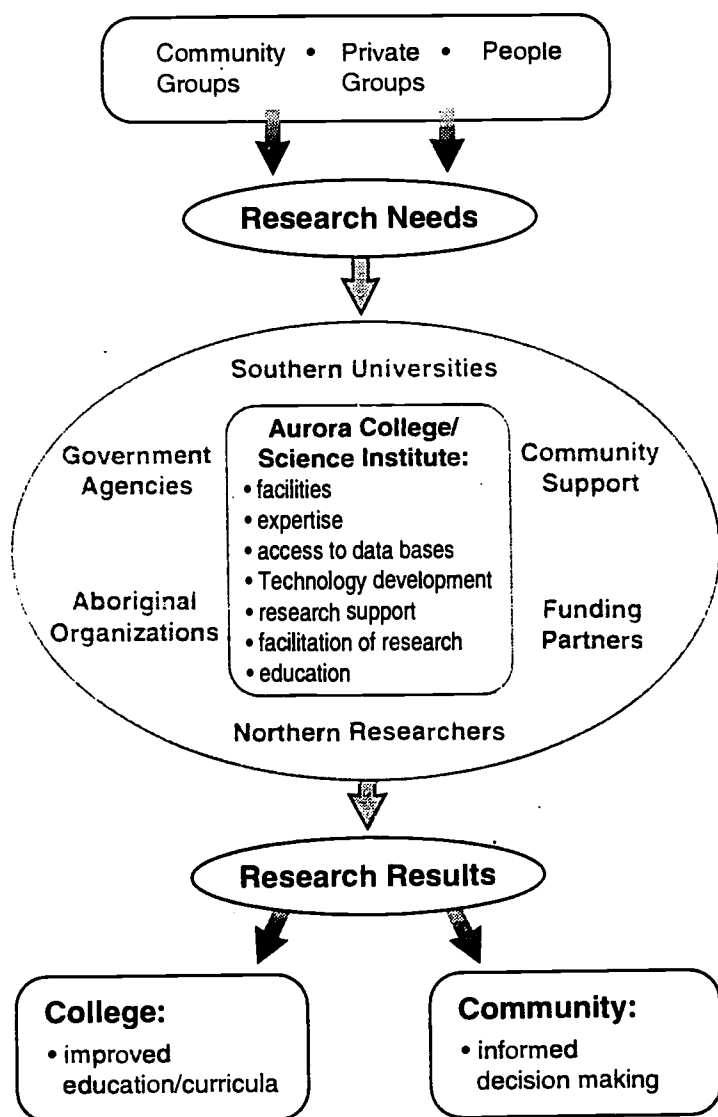 Community • Private • People
Groups Groups
Research Needs
Southern Universities
Government
Agencies
Aurora College/
Science Institute:
• facilities
• expertise
• access to data bases
• Technology development
• research support
• facilitation of research
• education
Community
Support
Aboriginal
Organizations
Funding
Partners
Northern Researchers
Research Results
College:
• improved
education/curricula
Community:
• informed
decision making